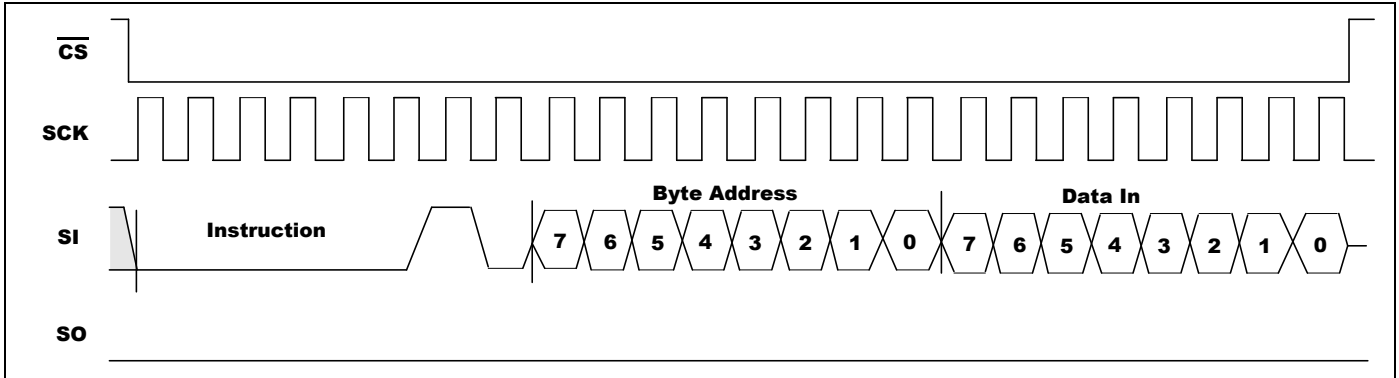 CS
SCK
Byte Address
Data In
SI
Instruction
7 6 5 4 3 2 1 0 7 6 5 4 3 2 1 0
SO